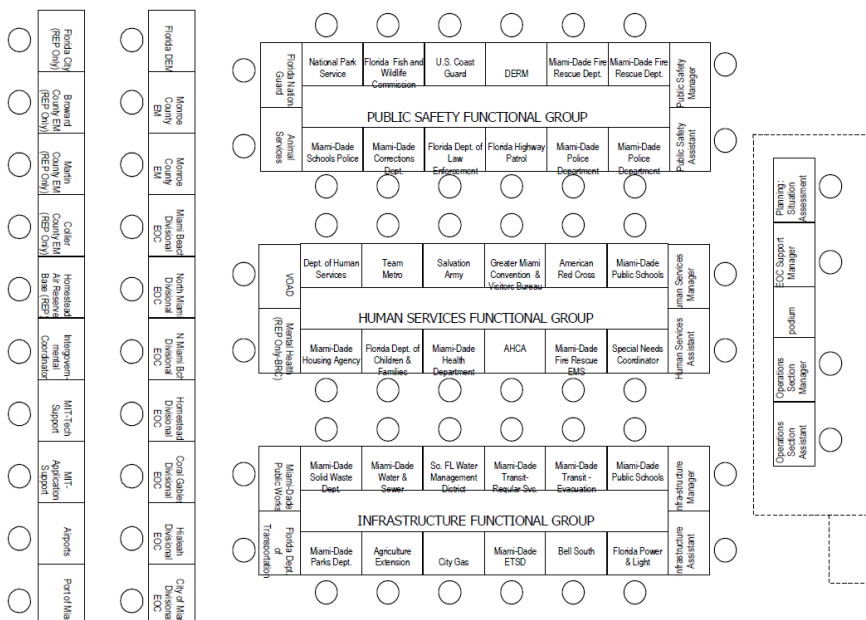 Florida City
(REP Only)
Broward
County EM
(REP Only)
Martin
County EM
(REP Only)
Collier
County EM
(REP Only)
Homestead
Air Reserve
Base (REP
Intergovern-
mental
Coordinator
MIT-Tech
Support
MIT-
Application
Support
Airports
Port of Mia
Florida DEM
Monroe
County
EM
Monroe
County
EM
Miami Beach
Divisional
EOC
North Miami
Divisional
EOC
N Miami Bch
Divisional
EOC
Homestead
Divisional
EOC
Coral Gables
Divisional
EOC
Hialeah
Divisional
EOC
City of Mia
Divisional
EOC
Florida Nation
Guard
National Park
Service
Florida Fish and
Wildlife
Commission
U.S. Coast
Guard
DERM
Miami-Dade Fire
Rescue Dept.
Miami-Dade Fire
Rescue Dept.
Public Safety
Manager
PUBLIC SAFETY FUNCTIONAL GROUP
Animal
Services
Miami-Dade
Schools Police
Miami-Dade
Corrections
Dept.
Florida Dept. of
Law
Enforcement
Florida Highway
Patrol
Miami-Dade
Police
Department
Miami-Dade
Police
Department
Public Safety
Assistant
VOAD
Dept. of Human
Services
Team
Metro
Salvation
Army
Greater Miami
Convention &
Visitors Bureau
American
Red Cross
Miami-Dade
Public Schools
Human Services
Manager
HUMAN SERVICES FUNCTIONAL GROUP
Mental Health
(REP Only-BRC)
Miami-Dade
Housing Agency
Florida Dept. of
Children &
Families
Miami-Dade
Health
Department
AHCA
Miami-Dade
Fire Rescue
EMS
Special Needs
Coordinator
Human Services
Assistant
Miami-Dade
Public Works
Miami-Dade
Solid Waste
Dept.
Miami-Dade
Water &
Sewer
So. FL Water
Management
District
Miami-Dade
Transit-
Regular Svc.
Miami-Dade
Transit -
Evacuation
Miami-Dade
Public Schools
Infra-structure
Manager
INFRASTRUCTURE FUNCTIONAL GROUP
Florida Dept.
of
Transportation
Miami-Dade
Parks Dept.
Agriculture
Extension
City Gas
Miami-Dade
ETSD
Bell South
Florida Power
& Light
Infrastructure
Assistant
Planning:
Situation
Assessment
EOC Support
Manager
podium
Operations
Section
Manager
Operations
Section
Assistant